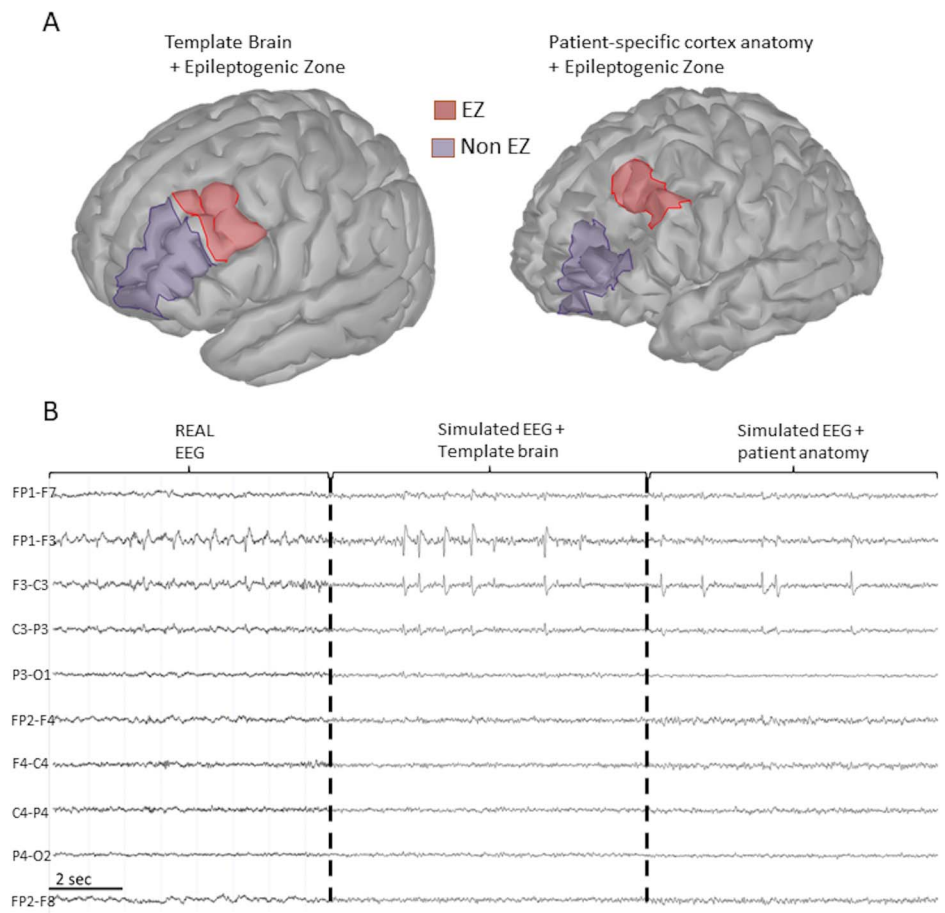 A
Template Brain
+ Epileptogenic Zone
Patient-specific cortex anatomy
+ Epileptogenic Zone
EZ
Non EZ
B
REAL
EEG
Simulated EEG +
Template brain
Simulated EEG +
patient anatomy
FP1-F7
FP1-F3
F3-C3
C3-P3
P3-O1
FP2-F4
F4-C4
C4-P4
P4-O2
2 sec
FP2-F8